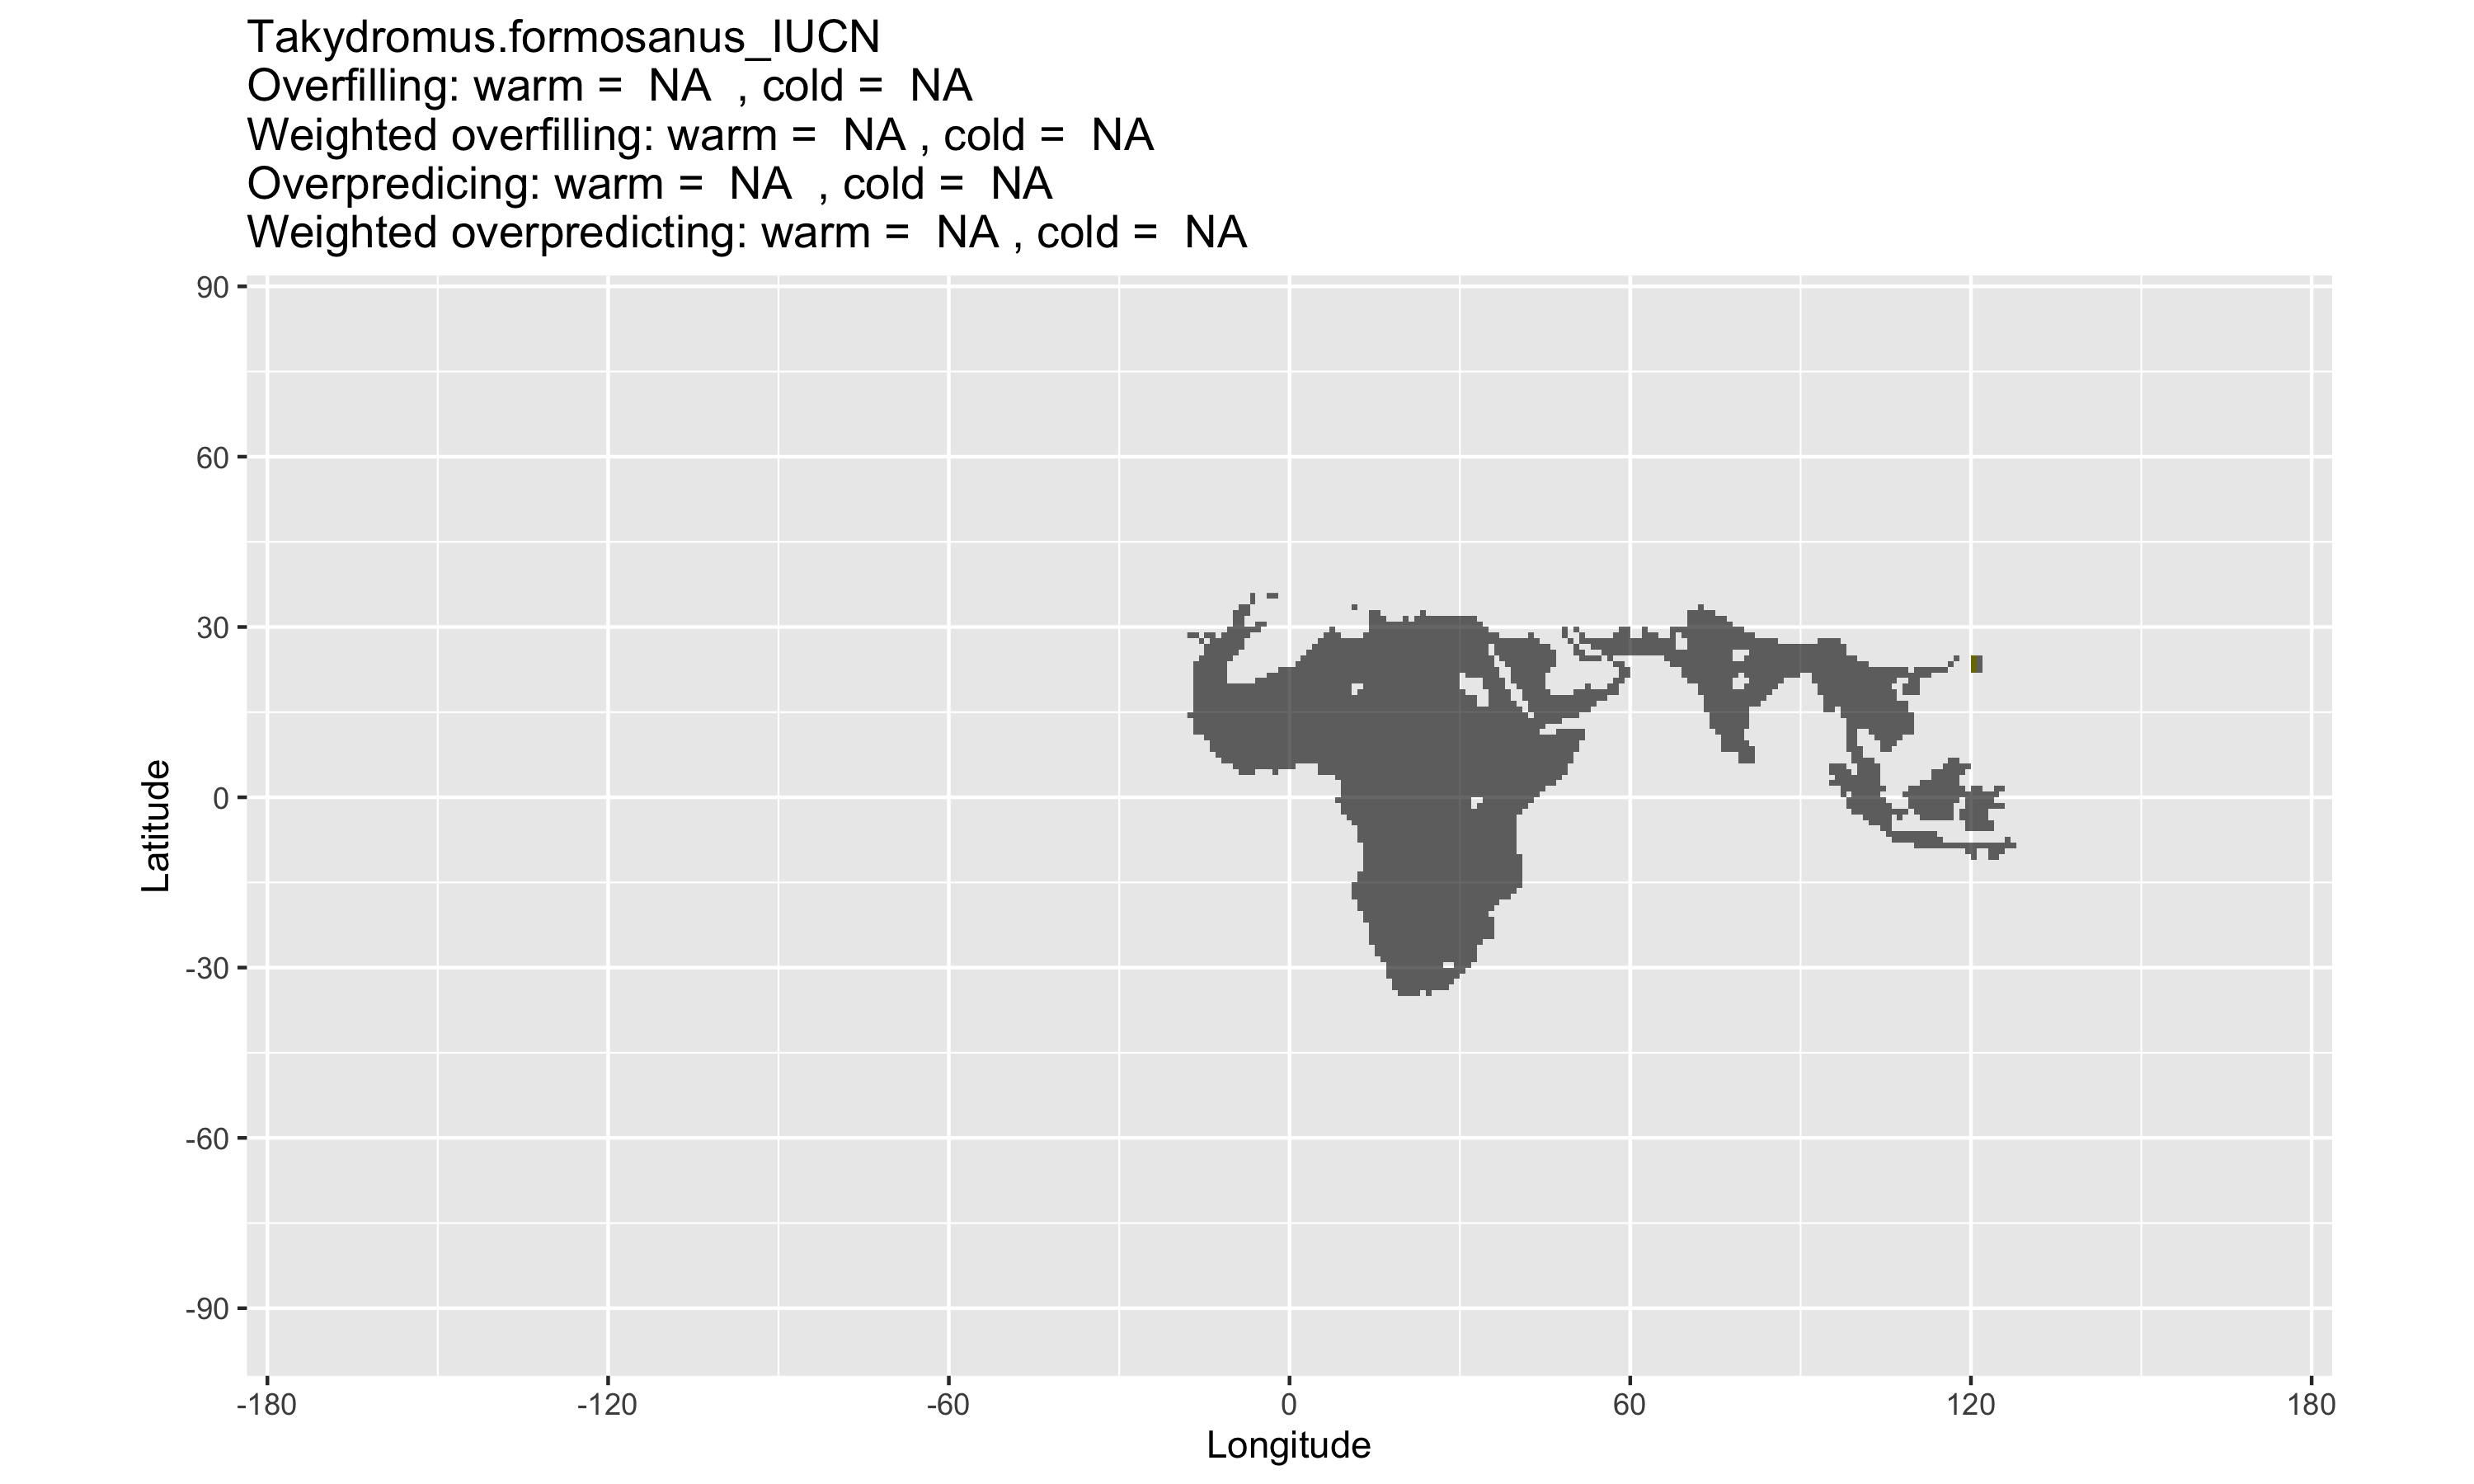 Takydromus.formosanus_IUCN
Overfilling: warm =  NA  , cold =  NA
Weighted overfilling: warm =  NA , cold =  NA
Overpredicing: warm =  NA  , cold =  NA
Weighted overpredicting: warm =  NA , cold =  NA
90
60
30
0
-30
-60
-90
Latitude
-180
-120
-60
0
60
120
180
Longitude